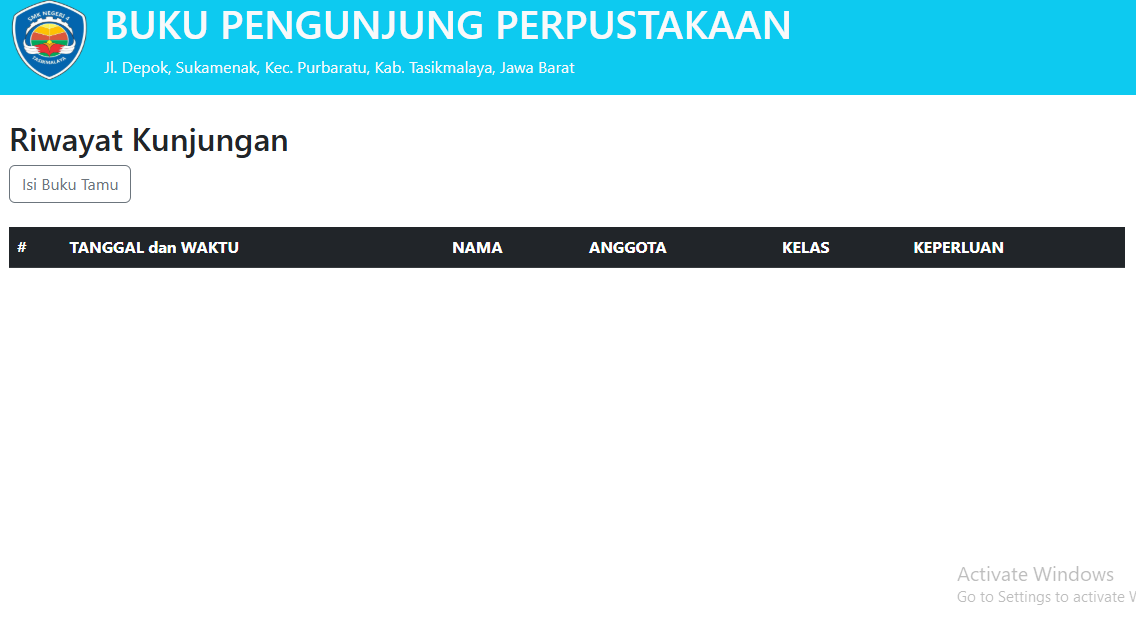 SMK NEGERI 4
TASIKMALAYA
BUKU PENGUNJUNG PERPUSTAKAAN
Jl. Depok, Sukamenak, Kec. Purbaratu, Kab. Tasikmalaya, Jawa Barat
Riwayat Kunjungan
Isi Buku Tamu
# TANGGAL dan WAKTU NAMA ANGGOTA KELAS KEPERLUAN
Activate Windows
Go to Settings to activate W